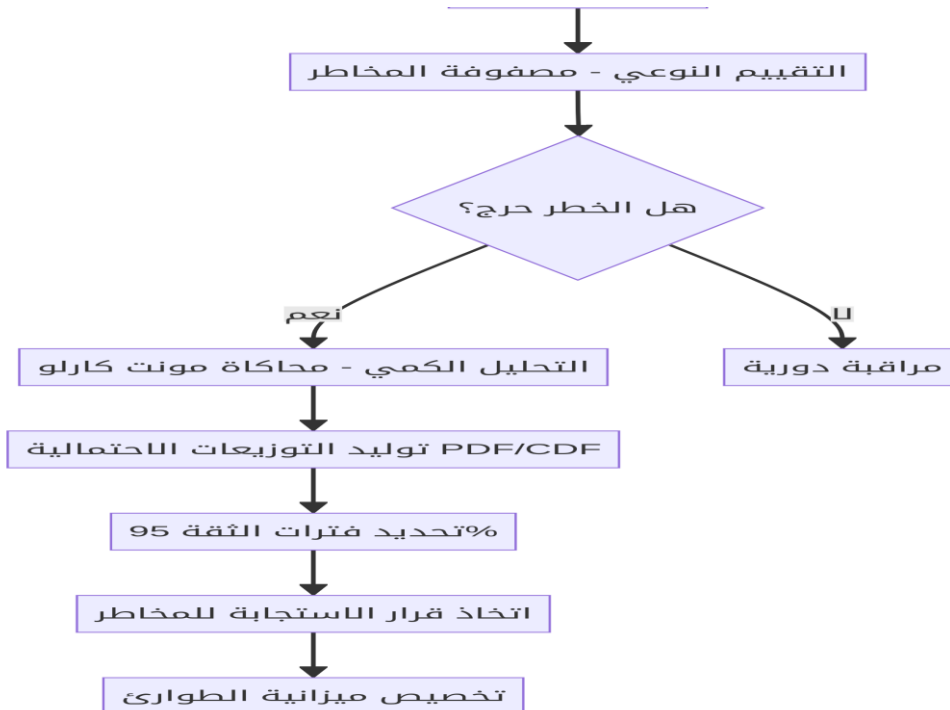 التقييم النوعي - مصفوفة المخاطر
هل الخطر حرج؟
نعم
لا
التحليل الكمي - محاكاة مونت كارلو
مراقبة دورية
توليد التوزيعات الاحتمالية PDF/CDF
تحديد فترات الثقة 95%
اتخاذ قرار الاستجابة للمخاطر
تخصيص ميزانية الطوارئ